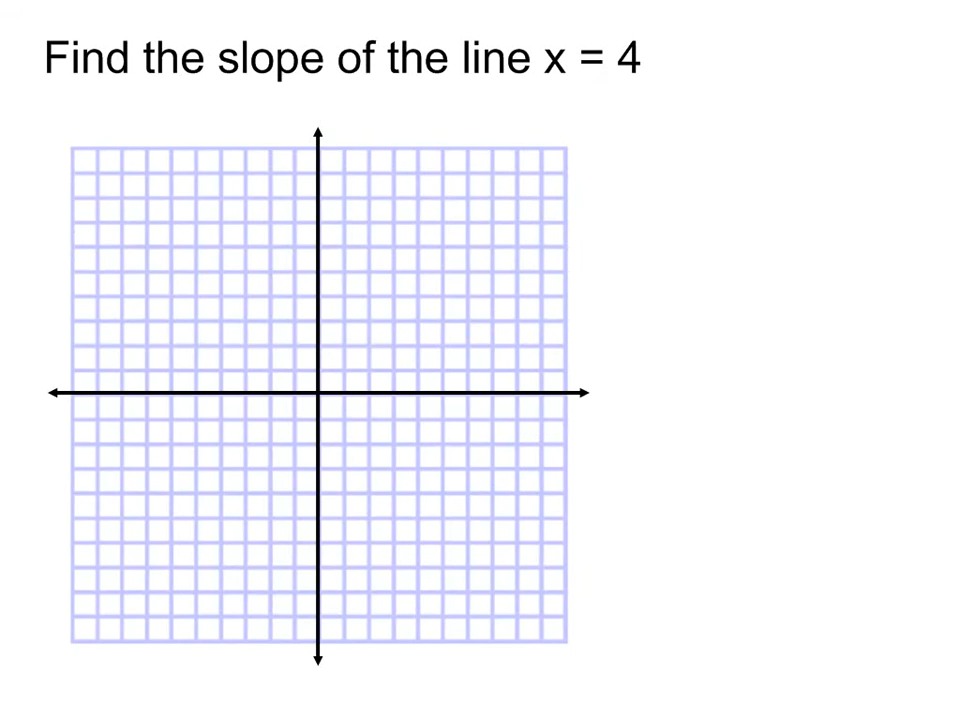 Find the slope of the line x = 4